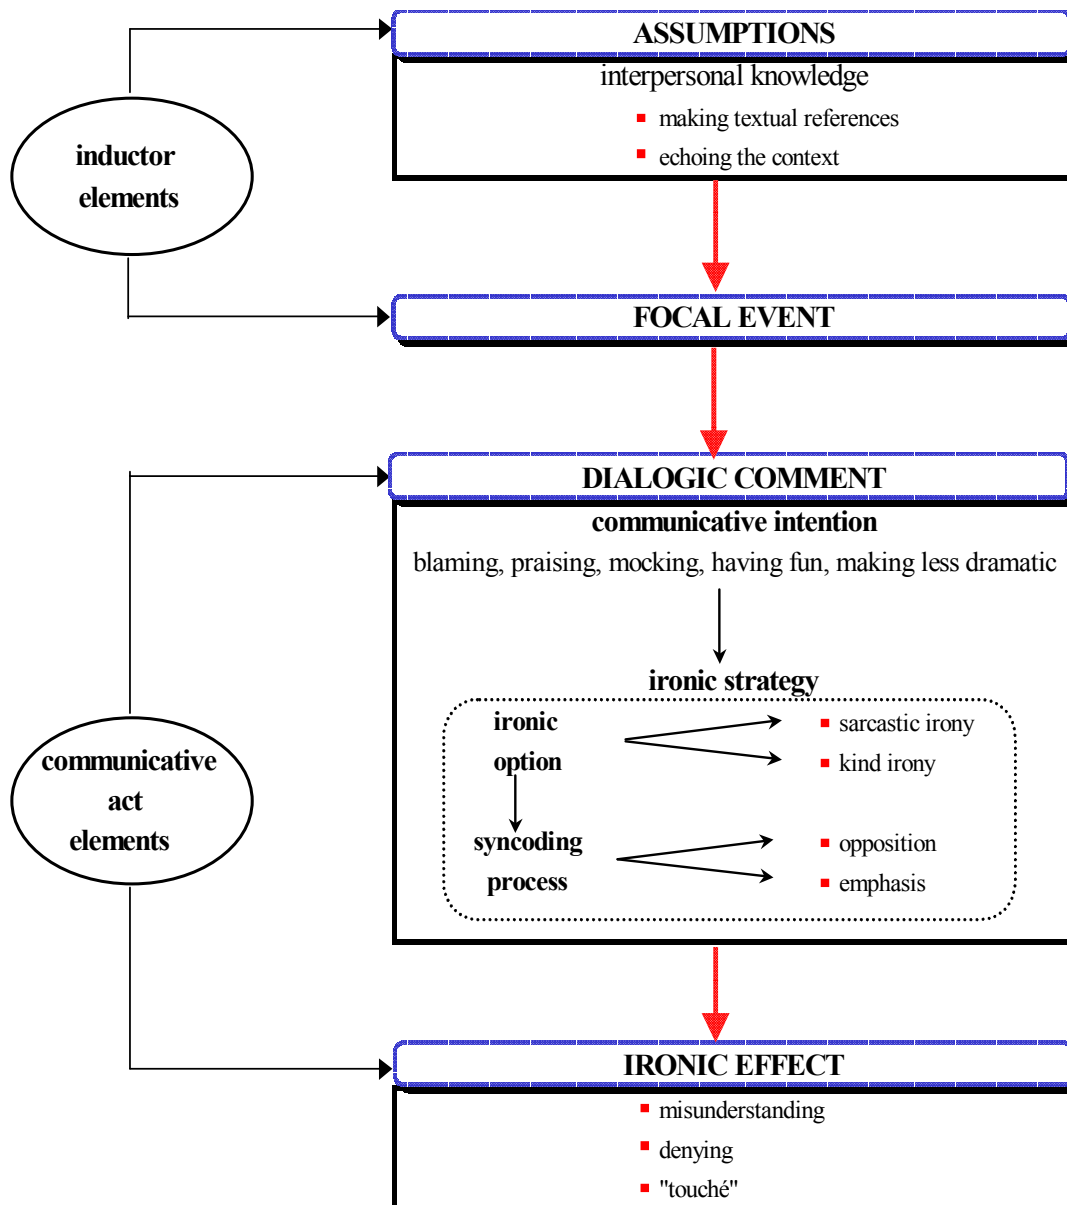 ASSUMPTIONS
interpersonal knowledge
making textual references
echoing the context
inductor
elements
FOCAL EVENT
DIALOGIC COMMENT
communicative intention
blaming, praising, mocking, having fun, making less dramatic
ironic strategy
ironic
option
sarcastic irony
kind irony
syncoding
process
opposition
emphasis
communicative
act
elements
IRONIC EFFECT
misunderstanding
denying
"touché"